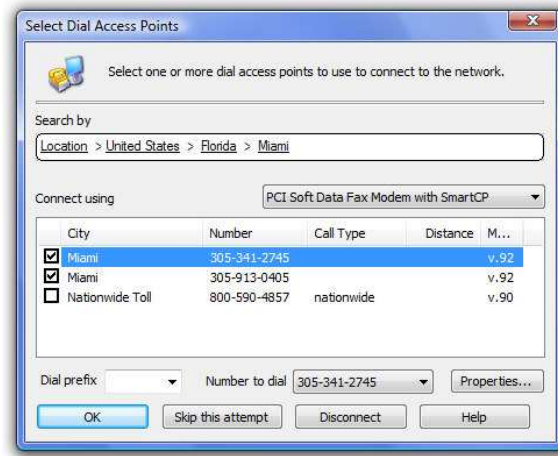 Select Dial Access Points
Select one or more dial access points to use to connect to the network.
Search by
Location > United States > Florida > Miami
Connect using PCI Soft Data Fax Modem with SmartCP
City Number Call Type Distance M...
Miami 305-341-2745 v.92
Miami 305-913-0405 v.92
Nationwide Toll 800-590-4857 nationwide v.90
Dial prefix Number to dial 305-341-2745 Properties...
OK Skip this attempt Disconnect Help